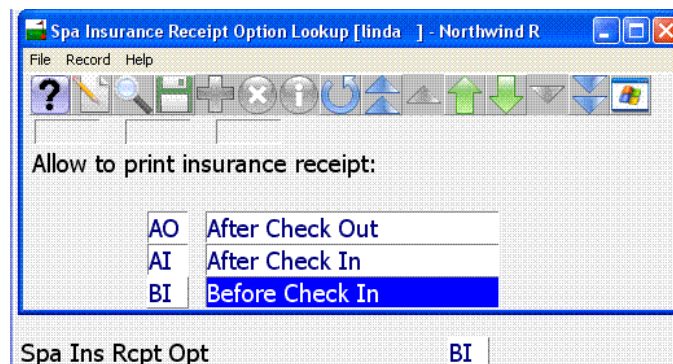 Spa Insurance Receipt Option Lookup [linda ] - Northwind R
File Record Help
Allow to print insurance receipt:
AO After Check Out
AI After Check In
BI Before Check In
Spa Ins Rcpt Opt BI